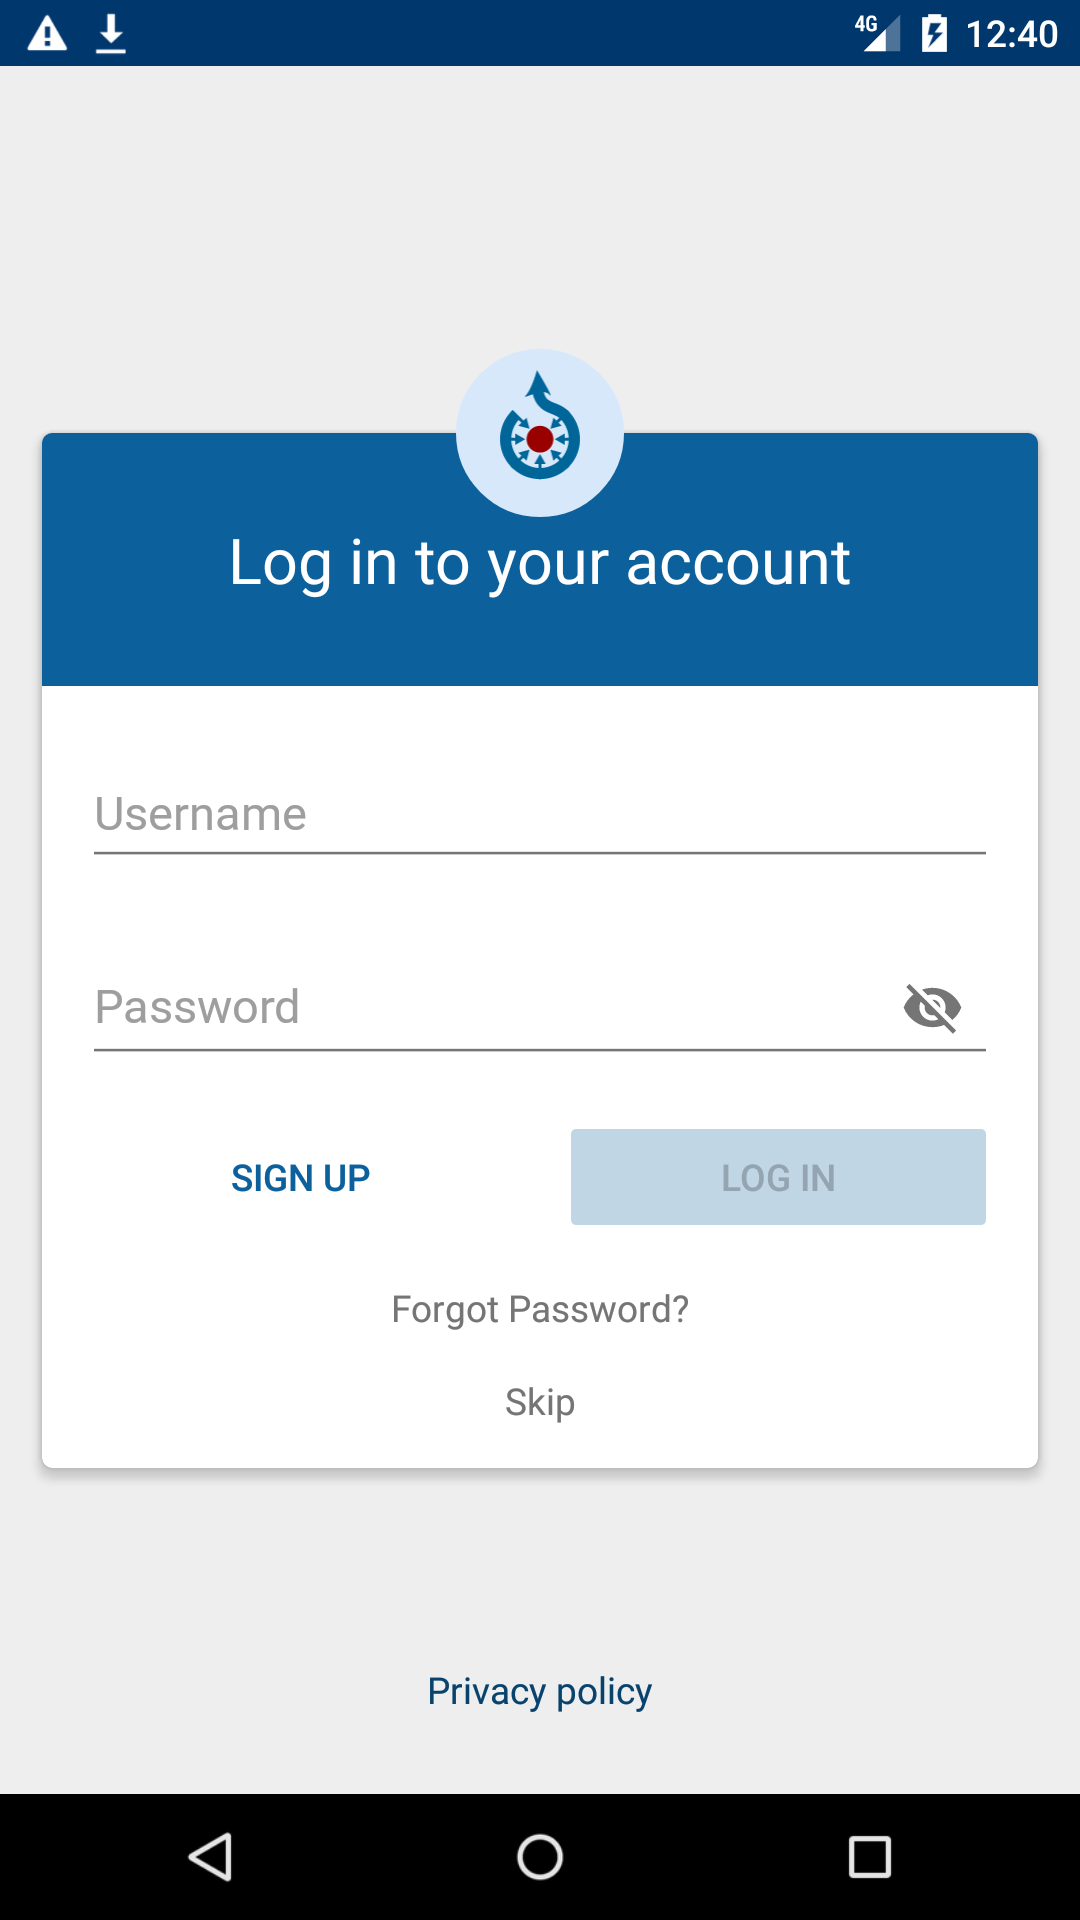 4G 12:40
Log in to your account
Username
Password
SIGN UP LOG IN
Forgot Password?
Skip
Privacy policy